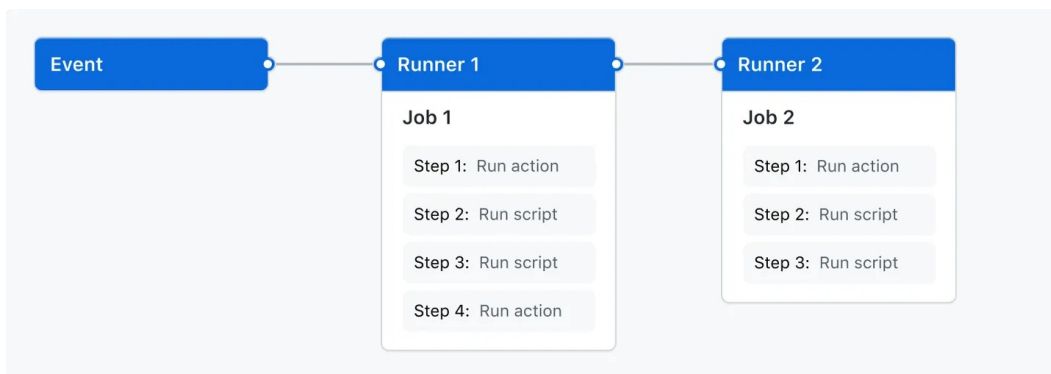 Event
Runner 1
Job 1
Step 1: Run action
Step 2: Run script
Step 3: Run script
Step 4: Run action
Runner 2
Job 2
Step 1: Run action
Step 2: Run script
Step 3: Run script